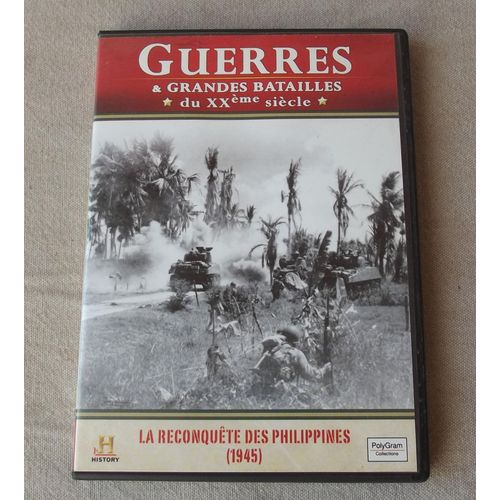 GUERRES
& GRANDES BATAILLES
du XXème siècle
LA RECONQUÊTE DES PHILIPPINES
(1945)
H
HISTORY
PolyGram
Collections